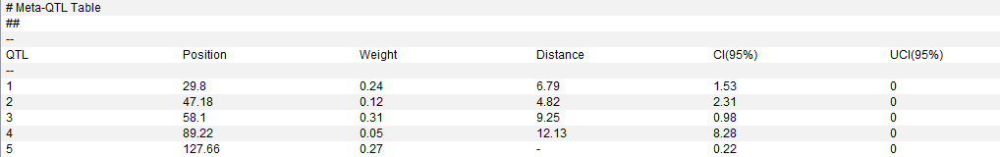 # Meta-QTL Table
##
--
QTL Position Weight Distance CI(95%) UCI(95%)
--
1 29.8 0.24 6.79 1.53 0
2 47.18 0.12 4.82 2.31 0
3 58.1 0.31 9.25 0.98 0
4 89.22 0.05 12.13 8.28 0
5 127.66 0.27 - 0.22 0